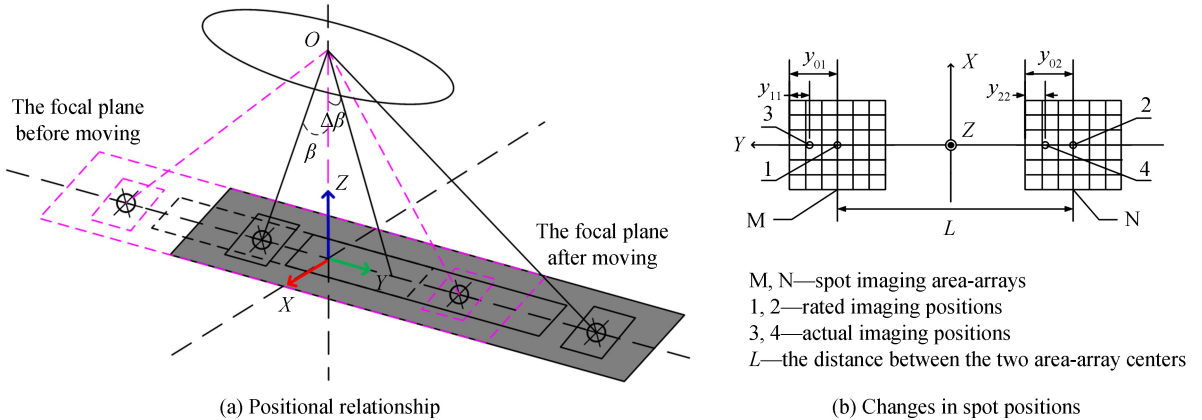 O
The focal plane
before moving
Δβ
β
Z
The focal plane
after moving
X
Y
(a) Positional relationship
y01
y02
X
y11
y22
3
2
Z
Y
1
4
M
N
L
M, N—spot imaging area-arrays
1, 2—rated imaging positions
3, 4—actual imaging positions
L—the distance between the two area-array centers
(b) Changes in spot positions